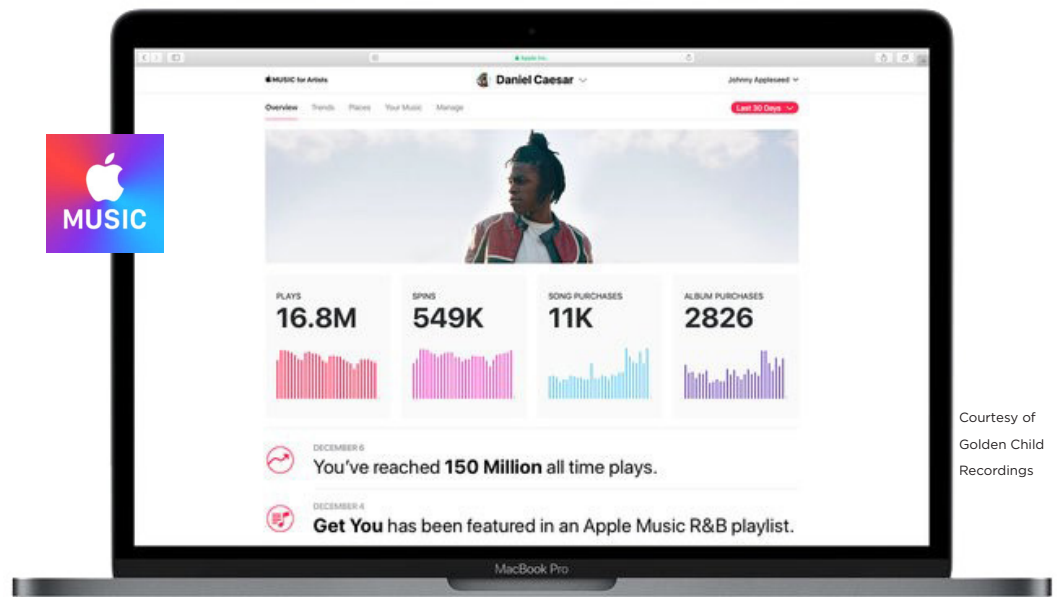 Apple Inc.
MUSIC for Artists
Daniel Caesar
Johnny Appleseed
Overview Trends Places Your Music Manage
Last 30 Days
MUSIC
PLAYS
16.8M
SPINS
549K
SONG PURCHASES
11K
ALBUM PURCHASES
2826
DECEMBER 6
You've reached 150 Million all time plays.
DECEMBER 4
Get You has been featured in an Apple Music R&B playlist.
Courtesy of
Golden Child
Recordings
MacBook Pro